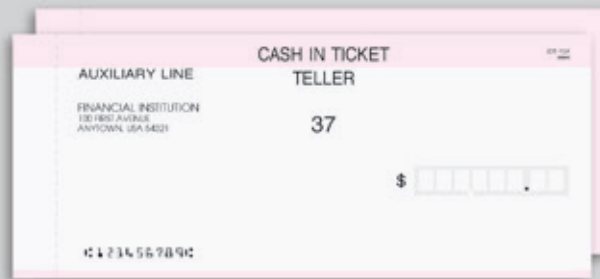 CASH IN TICKET
AUXILIARY LINE
TELLER
FINANCIAL INSTITUTION
100 FIRST AVENUE
ANYTOWN, USA 54321
37
$ .
⑆123456789⑆